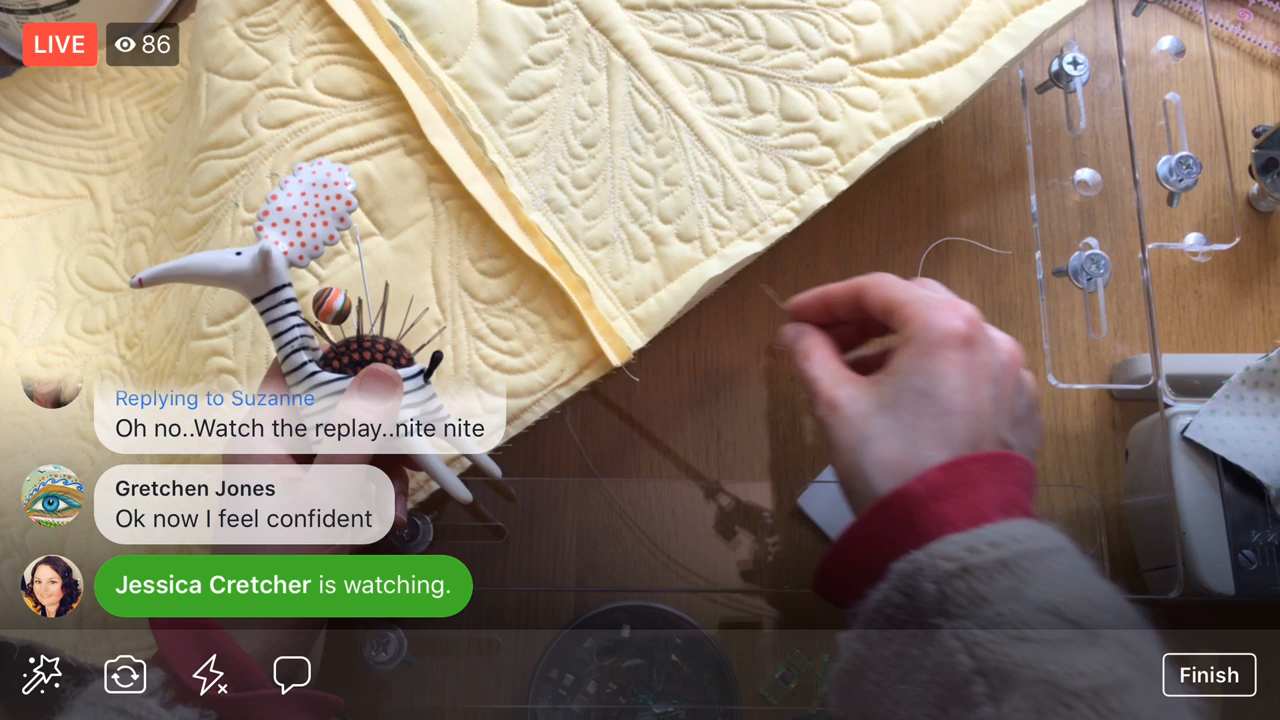 LIVE
86
Replying to Suzanne
Oh no..Watch the replay..nite nite
Gretchen Jones
Ok now I feel confident
Jessica Cretcher is watching.
Finish